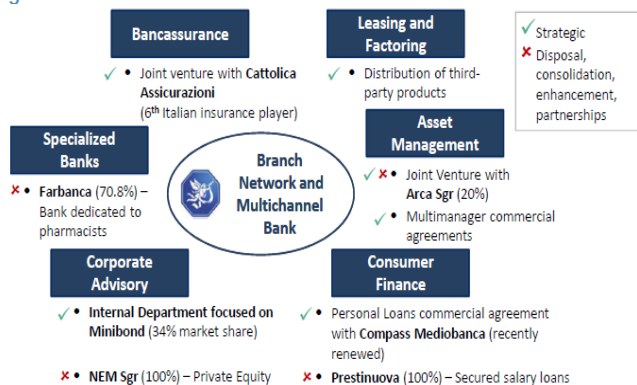 Bancassurance
✓ • Joint venture with Cattolica
Assicurazioni
(6th Italian insurance player)
Leasing and
Factoring
✓ • Distribution of third-
party products
✓ Strategic
✗ Disposal,
consolidation,
enhancement,
partnerships
Specialized
Banks
✗ • Farbanca (70.8%) –
Bank dedicated to
pharmacists
Branch
Network and
Multichannel
Bank
Asset
Management
✓ ✗ • Joint Venture with
Arca Sgr (20%)
✓ • Multimanager commercial
agreements
Corporate
Advisory
✓ • Internal Department focused on
Minibond (34% market share)
✗ • NEM Sgr (100%) – Private Equity
Consumer
Finance
✓ • Personal Loans commercial agreement
with Compass Mediobanca (recently
renewed)
✗ • Prestinuova (100%) – Secured salary loans